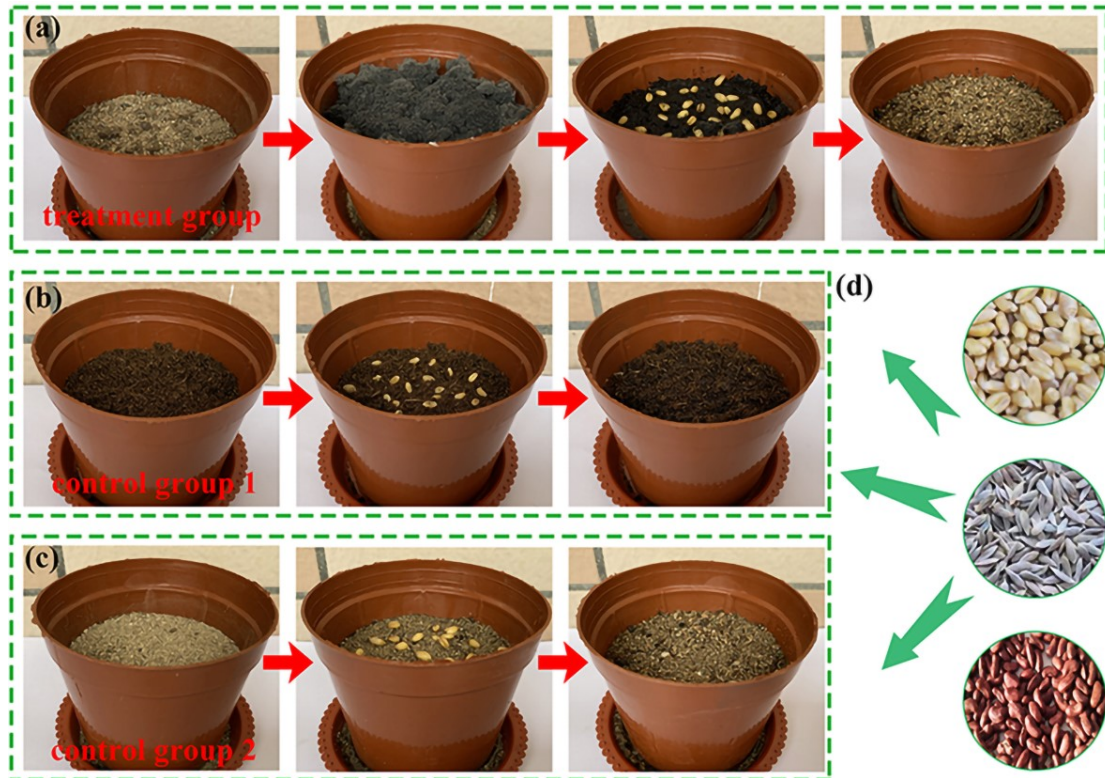 (a)
treatment group
(b)
control group 1
(d)
(c)
control group 2